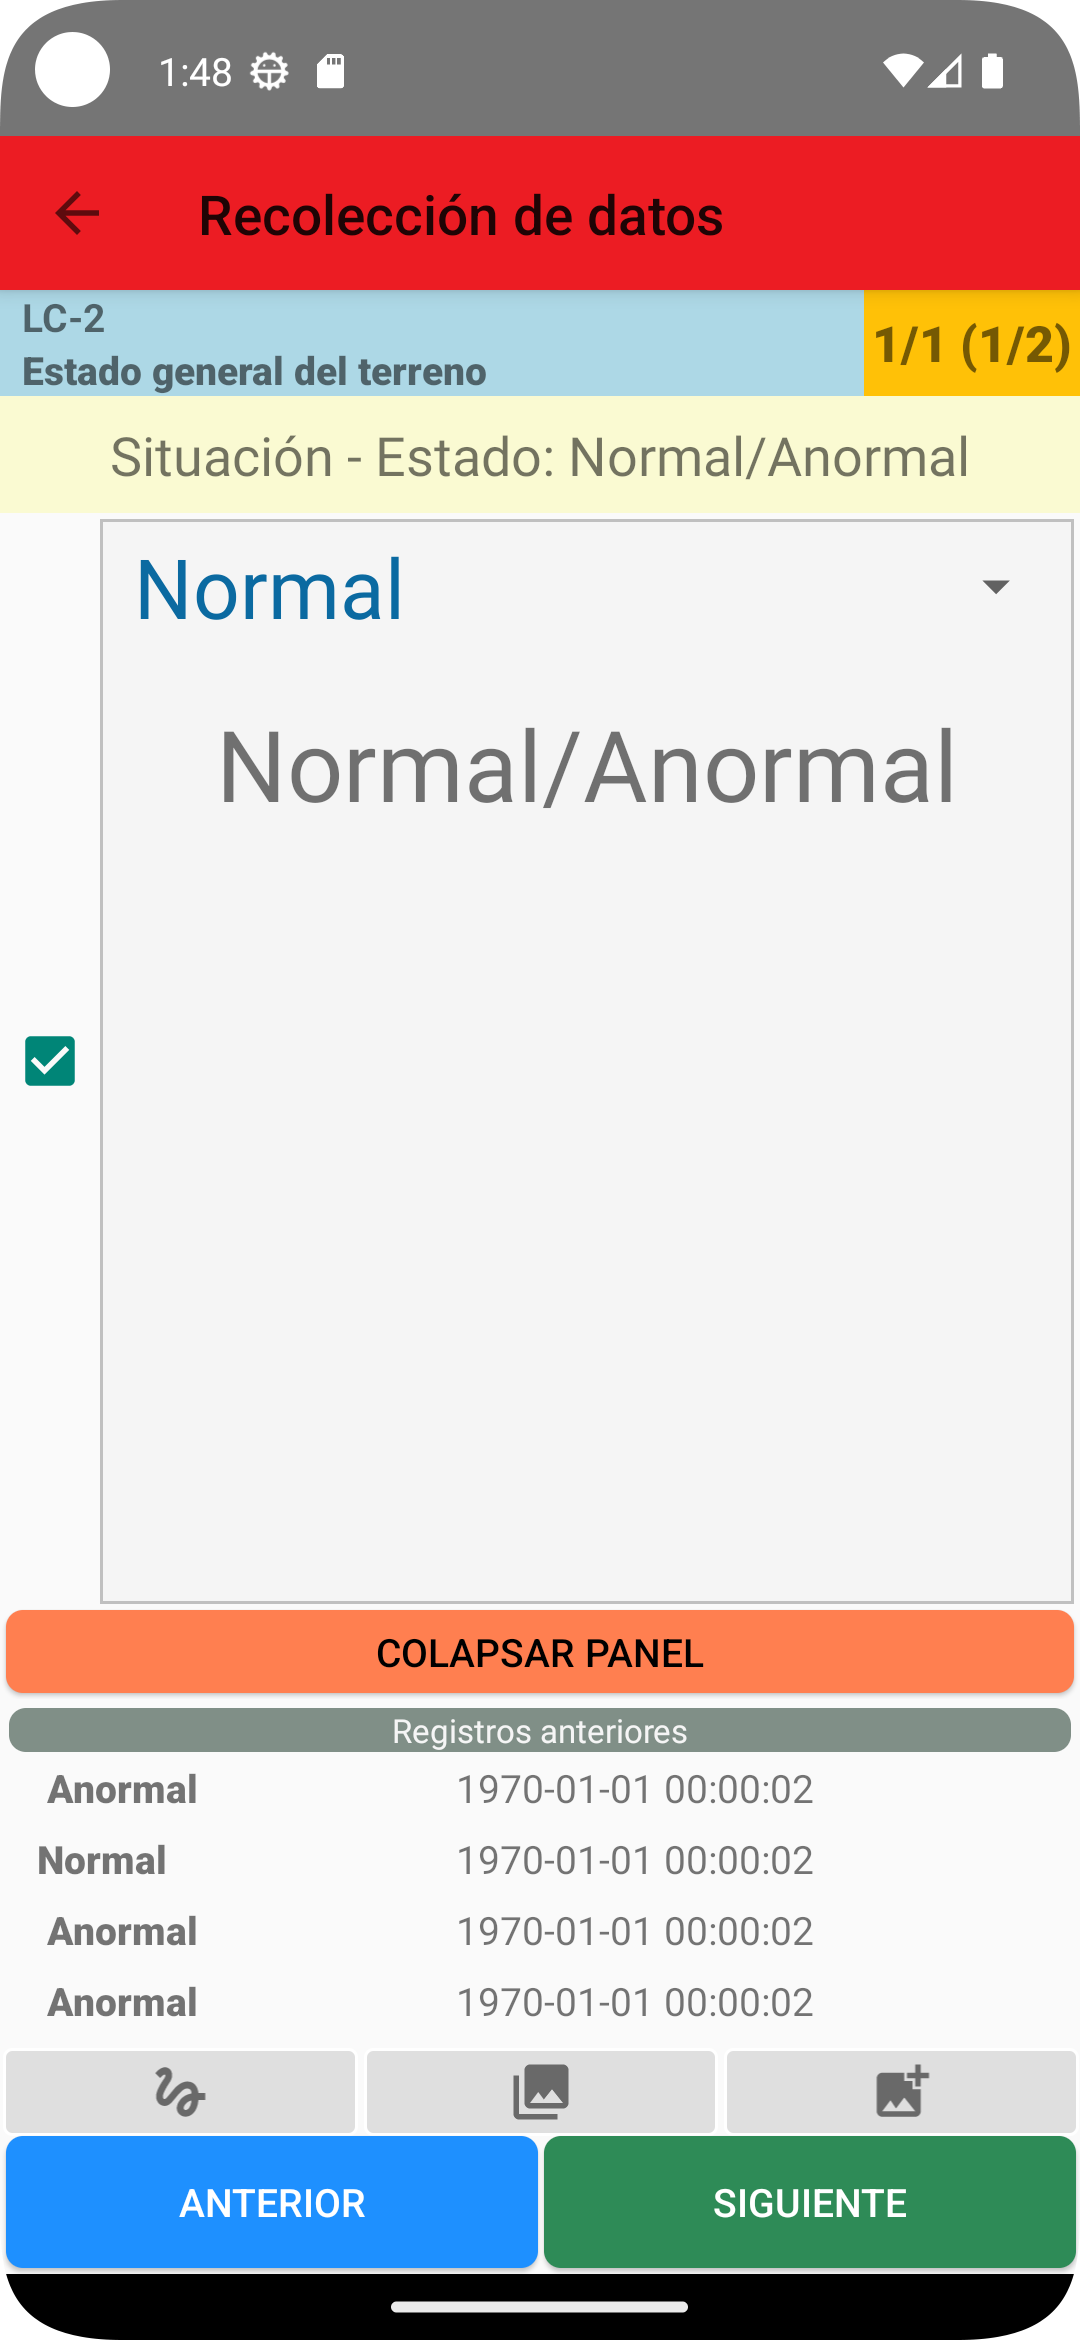 1:48
Recolección de datos
LC-2
Estado general del terreno
1/1 (1/2)
Situación - Estado: Normal/Anormal
Normal
Normal/Anormal
COLAPSAR PANEL
Registros anteriores
Anormal 1970-01-01 00:00:02
Normal 1970-01-01 00:00:02
Anormal 1970-01-01 00:00:02
Anormal 1970-01-01 00:00:02
ANTERIOR SIGUIENTE